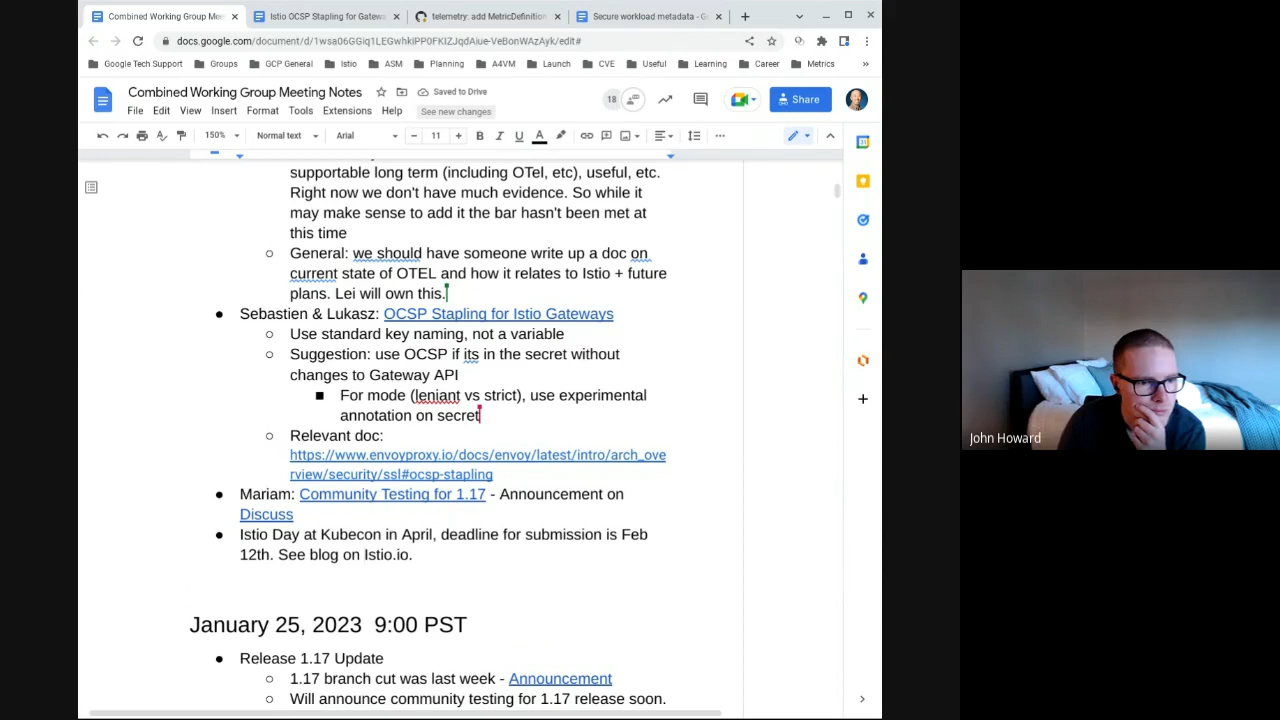 Combined Working Group Mee
Istio OCSP Stapling for Gatewa
telemetry: add MetricDefinition
Secure workload metadata - G
docs.google.com/document/d/1wsa06GGiq1LEGwhkiPP0FKIZJqdAiue-VeBonWAzAyk/edit#
Google Tech Support
Groups
GCP General
Istio
ASM
Planning
A4VM
Launch
CVE
Useful
Learning
Career
Metrics
»
Combined Working Group Meeting Notes
Saved to Drive
18
Share
File Edit View Insert Format Tools Extensions Help
See new changes
150%
Normal text
Arial
11
supportable long term (including OTel, etc), useful, etc.
Right now we don't have much evidence. So while it
may make sense to add it the bar hasn't been met at
this time
○ General: we should have someone write up a doc on
current state of OTEL and how it relates to Istio + future
plans. Lei will own this.
● Sebastien & Lukasz: OCSP Stapling for Istio Gateways
○ Use standard key naming, not a variable
○ Suggestion: use OCSP if its in the secret without
changes to Gateway API
■ For mode (leniant vs strict), use experimental
annotation on secret
○ Relevant doc:
https://www.envoyproxy.io/docs/envoy/latest/intro/arch_ove
rview/security/ssl#ocsp-stapling
● Mariam: Community Testing for 1.17 - Announcement on
Discuss
● Istio Day at Kubecon in April, deadline for submission is Feb
12th. See blog on Istio.io.
January 25, 2023 9:00 PST
● Release 1.17 Update
○ 1.17 branch cut was last week - Announcement
○ Will announce community testing for 1.17 release soon.
John Howard